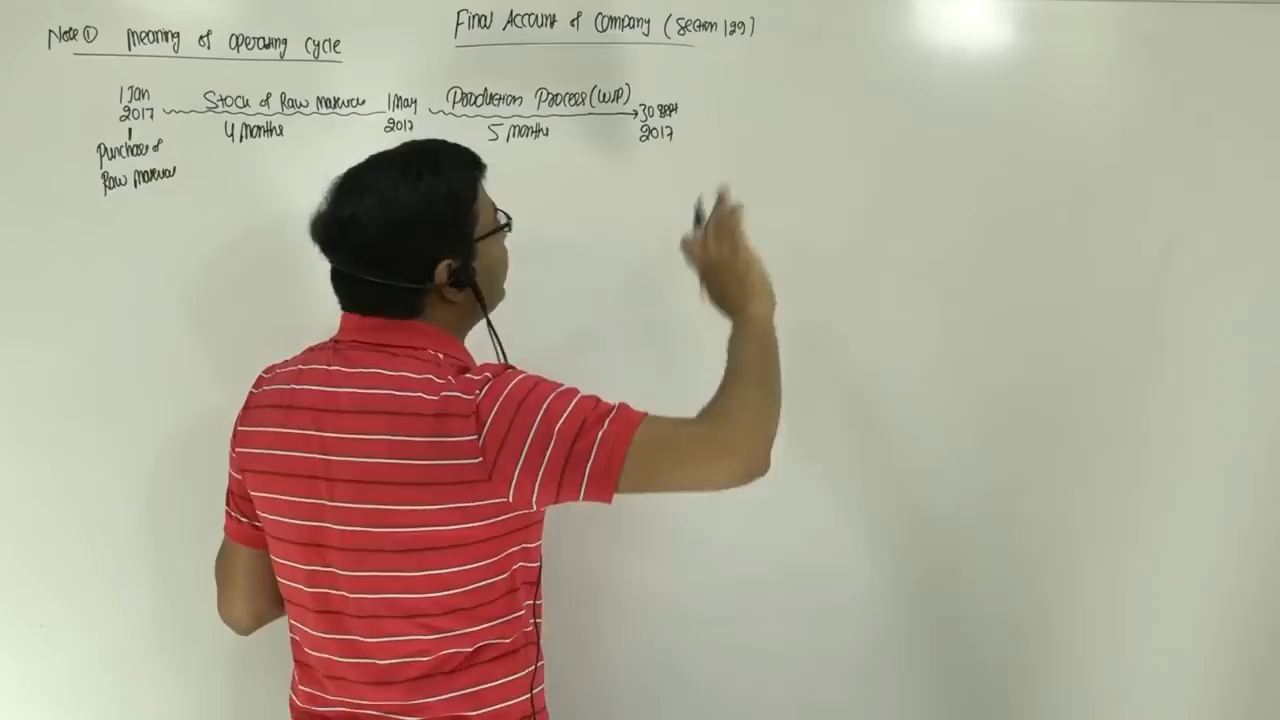 Final Account of Company (Section 129)
Note ① Meaning of Operating cycle
1 Jan 2017
Stock of Raw Material
4 Months
1 May 2017
Production Process (WIP)
5 Months
30 Sept 2017
Purchase of
Raw Material